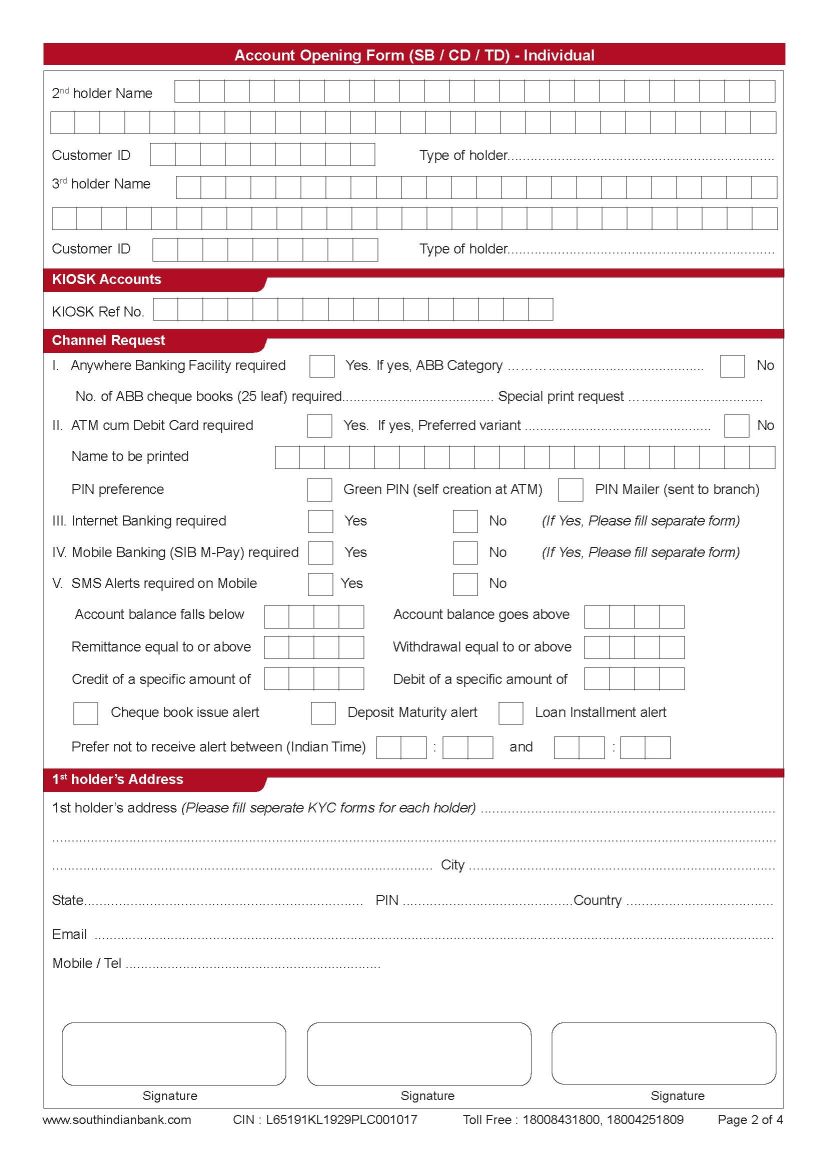 Account Opening Form (SB / CD / TD) - Individual
2nd holder Name
Customer ID Type of holder......................................................................
3rd holder Name
Customer ID Type of holder......................................................................
KIOSK Accounts
KIOSK Ref No.
Channel Request
I. Anywhere Banking Facility required Yes. If yes, ABB Category ............................................... No
No. of ABB cheque books (25 leaf) required....................................... Special print request ...................................
II. ATM cum Debit Card required Yes. If yes, Preferred variant ................................................ No
Name to be printed
PIN preference Green PIN (self creation at ATM) PIN Mailer (sent to branch)
III. Internet Banking required Yes No (If Yes, Please fill separate form)
IV. Mobile Banking (SIB M-Pay) required Yes No (If Yes, Please fill separate form)
V. SMS Alerts required on Mobile Yes No
Account balance falls below Account balance goes above
Remittance equal to or above Withdrawal equal to or above
Credit of a specific amount of Debit of a specific amount of
Cheque book issue alert Deposit Maturity alert Loan Installment alert
Prefer not to receive alert between (Indian Time) : and :
1st holder's Address
1st holder's address (Please fill seperate KYC forms for each holder) ............................................................................
....................................................................................................
.................................................................................................... City ................................................................................
State........................................................................ PIN ............................................Country ......................................
Email ....................................................................................................
Mobile / Tel ..................................................................
Signature Signature Signature
www.southindianbank.com CIN : L65191KL1929PLC001017 Toll Free : 18008431800, 18004251809 Page 2 of 4